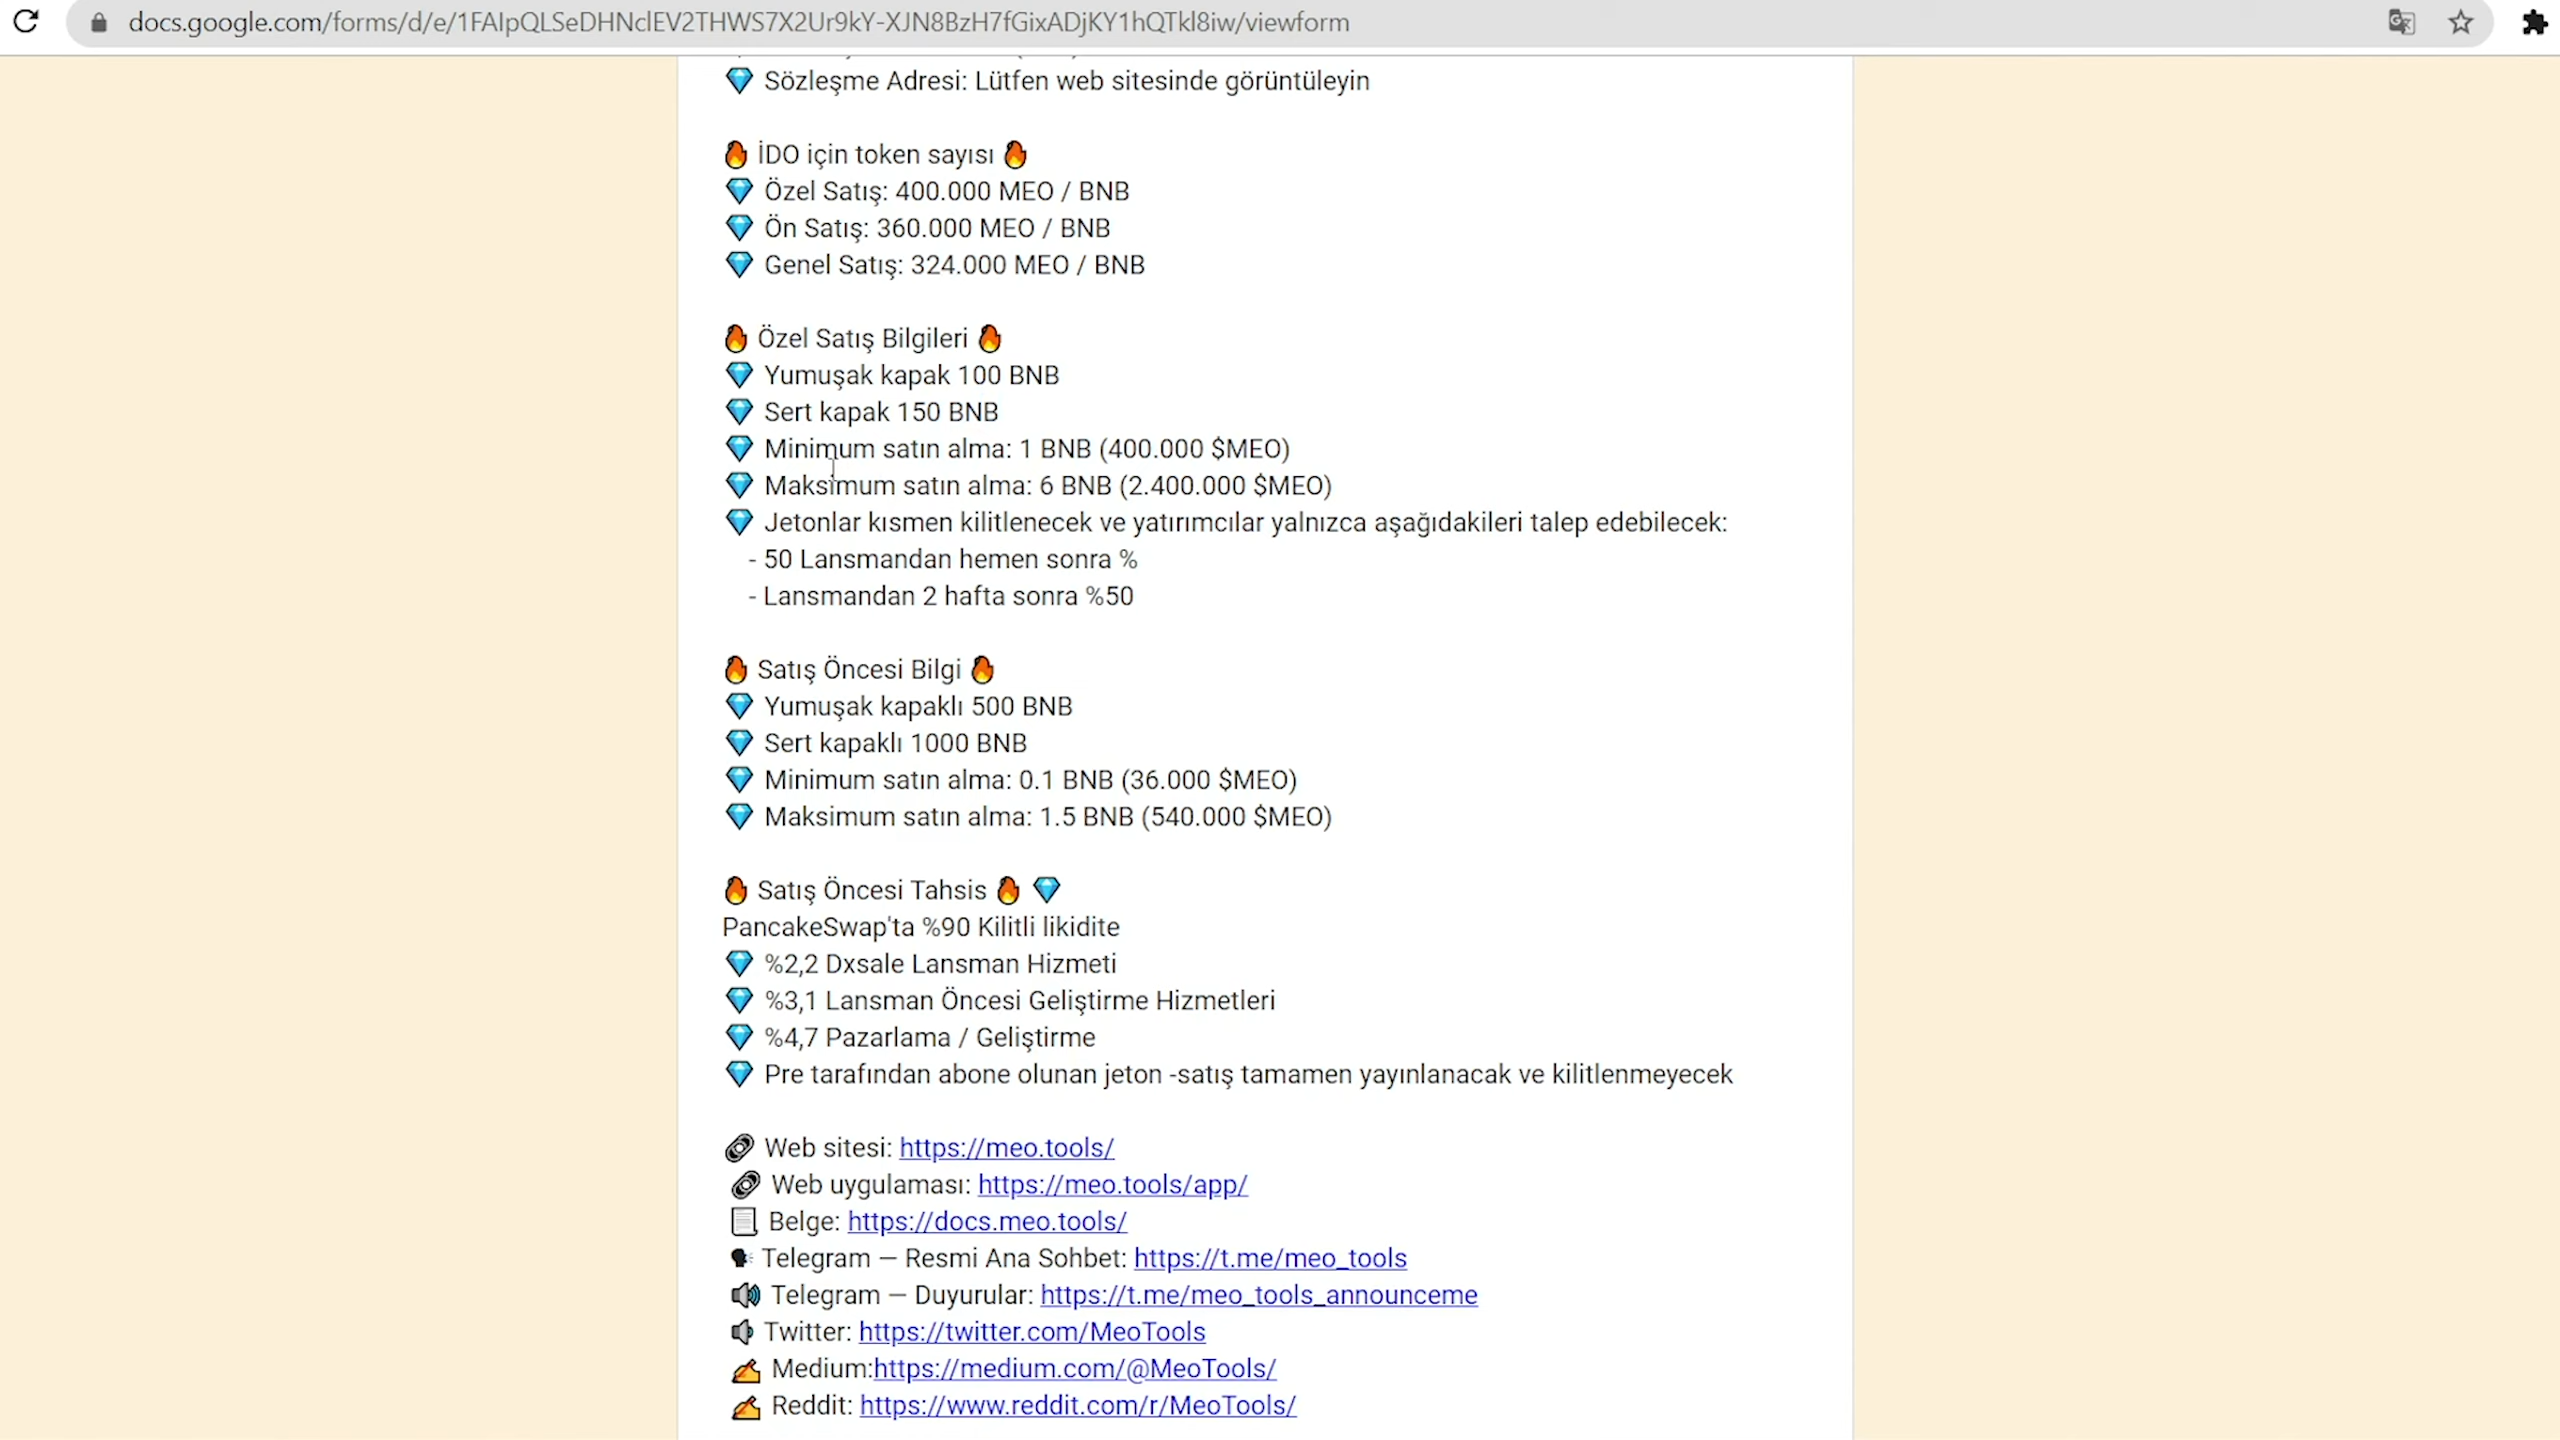 docs.google.com/forms/d/e/1FAIpQLSeDHNclEV2THWS7X2Ur9kY-XJN8BzH7fGixADjKY1hQTkl8iw/viewform
Sözleşme Adresi: Lütfen web sitesinde görüntüleyin
İDO için token sayısı
Özel Satış: 400.000 MEO / BNB
Ön Satış: 360.000 MEO / BNB
Genel Satış: 324.000 MEO / BNB
Özel Satış Bilgileri
Yumuşak kapak 100 BNB
Sert kapak 150 BNB
Minimum satın alma: 1 BNB (400.000 $MEO)
Maksimum satın alma: 6 BNB (2.400.000 $MEO)
Jetonlar kısmen kilitlenecek ve yatırımcılar yalnızca aşağıdakileri talep edebilecek:
- 50 Lansmandan hemen sonra %
- Lansmandan 2 hafta sonra %50
Satış Öncesi Bilgi
Yumuşak kapaklı 500 BNB
Sert kapaklı 1000 BNB
Minimum satın alma: 0.1 BNB (36.000 $MEO)
Maksimum satın alma: 1.5 BNB (540.000 $MEO)
Satış Öncesi Tahsis
PancakeSwap'ta %90 Kilitli likidite
%2,2 Dxsale Lansman Hizmeti
%3,1 Lansman Öncesi Geliştirme Hizmetleri
%4,7 Pazarlama / Geliştirme
Pre tarafından abone olunan jeton -satış tamamen yayınlanacak ve kilitlenmeyecek
Web sitesi: https://meo.tools/
Web uygulaması: https://meo.tools/app/
Belge: https://docs.meo.tools/
Telegram — Resmi Ana Sohbet: https://t.me/meo_tools
Telegram — Duyurular: https://t.me/meo_tools_announceme
Twitter: https://twitter.com/MeoTools
Medium:https://medium.com/@MeoTools/
Reddit: https://www.reddit.com/r/MeoTools/